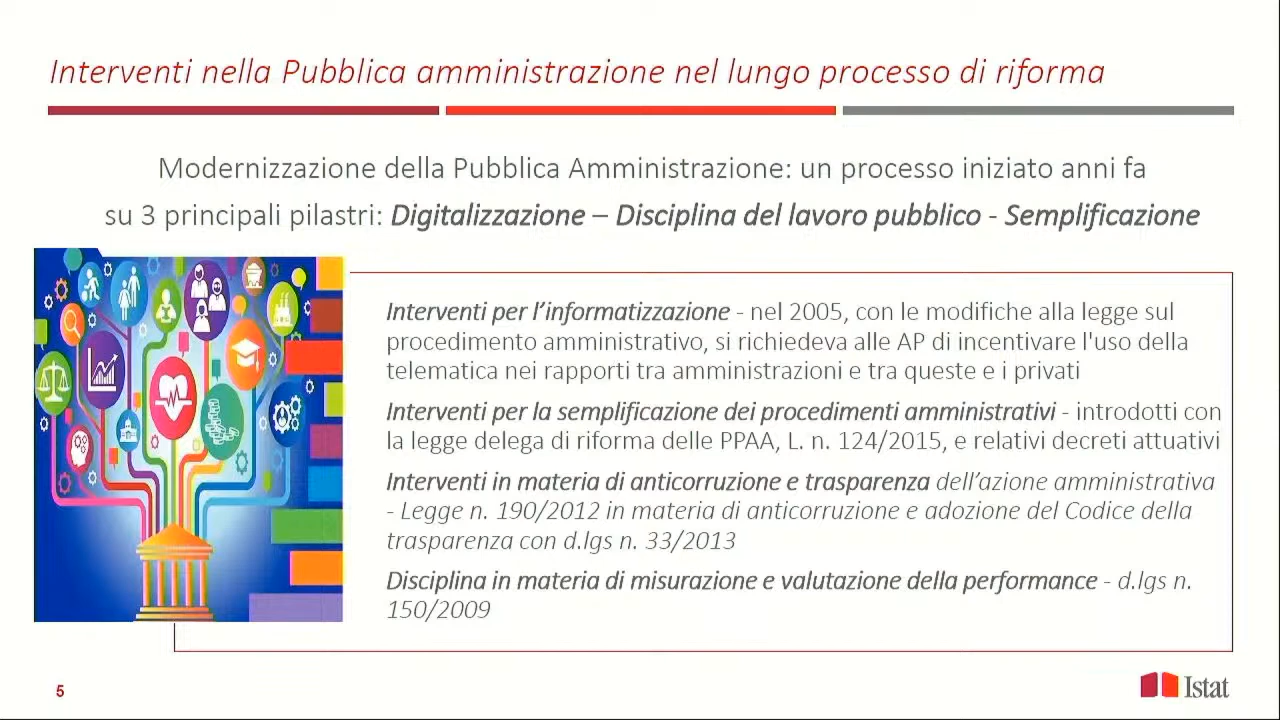 Interventi nella Pubblica amministrazione nel lungo processo di riforma
Modernizzazione della Pubblica Amministrazione: un processo iniziato anni fa
su 3 principali pilastri: Digitalizzazione – Disciplina del lavoro pubblico - Semplificazione
Interventi per l'informatizzazione - nel 2005, con le modifiche alla legge sul
procedimento amministrativo, si richiedeva alle AP di incentivare l'uso della
telematica nei rapporti tra amministrazioni e tra queste e i privati
Interventi per la semplificazione dei procedimenti amministrativi - introdotti con
la legge delega di riforma delle PPAA, L. n. 124/2015, e relativi decreti attuativi
Interventi in materia di anticorruzione e trasparenza dell'azione amministrativa
- Legge n. 190/2012 in materia di anticorruzione e adozione del Codice della
trasparenza con d.lgs n. 33/2013
Disciplina in materia di misurazione e valutazione della performance - d.lgs n.
150/2009
5
Istat